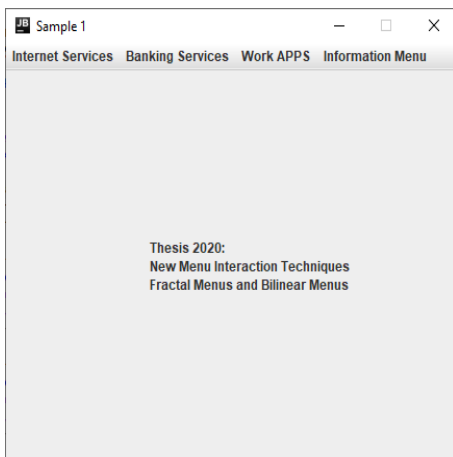 JB Sample 1
Internet Services Banking Services Work APPS Information Menu
Thesis 2020:
New Menu Interaction Techniques
Fractal Menus and Bilinear Menus